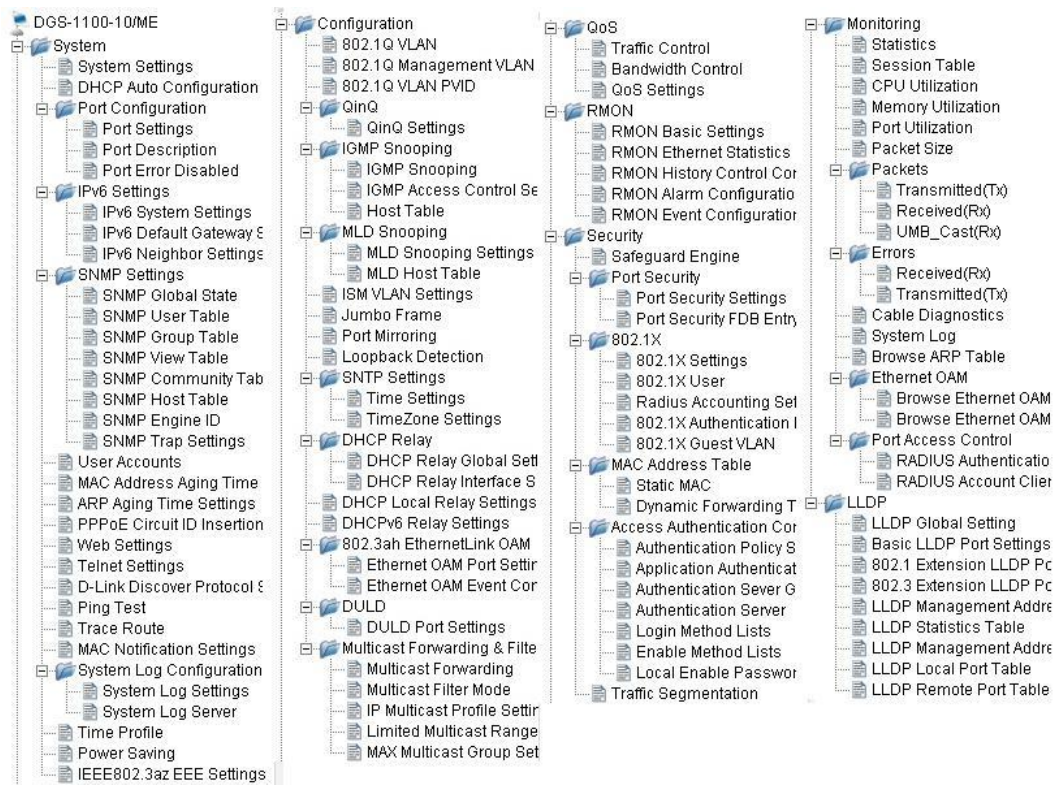 DGS-1100-10/ME
System
System Settings
DHCP Auto Configuration
Port Configuration
Port Settings
Port Description
Port Error Disabled
IPv6 Settings
IPv6 System Settings
IPv6 Default Gateway S
IPv6 Neighbor Settings
SNMP Settings
SNMP Global State
SNMP User Table
SNMP Group Table
SNMP View Table
SNMP Community Tab
SNMP Host Table
SNMP Engine ID
SNMP Trap Settings
User Accounts
MAC Address Aging Time
ARP Aging Time Settings
PPPoE Circuit ID Insertion
Web Settings
Telnet Settings
D-Link Discover Protocol S
Ping Test
Trace Route
MAC Notification Settings
System Log Configuration
System Log Settings
System Log Server
Time Profile
Power Saving
IEEE802.3az EEE Settings
Configuration
802.1Q VLAN
802.1Q Management VLAN
802.1Q VLAN PVID
QinQ
QinQ Settings
IGMP Snooping
IGMP Snooping
IGMP Access Control Se
Host Table
MLD Snooping
MLD Snooping Settings
MLD Host Table
ISM VLAN Settings
Jumbo Frame
Port Mirroring
Loopback Detection
SNTP Settings
Time Settings
TimeZone Settings
DHCP Relay
DHCP Relay Global Sett
DHCP Relay Interface S
DHCP Local Relay Settings
DHCPv6 Relay Settings
802.3ah EthernetLink OAM
Ethernet OAM Port Settin
Ethernet OAM Event Con
DULD
DULD Port Settings
Multicast Forwarding & Filte
Multicast Forwarding
Multicast Filter Mode
IP Multicast Profile Settin
Limited Multicast Range
MAX Multicast Group Set
QoS
Traffic Control
Bandwidth Control
QoS Settings
RMON
RMON Basic Settings
RMON Ethernet Statistics
RMON History Control Con
RMON Alarm Configuratio
RMON Event Configuration
Security
Safeguard Engine
Port Security
Port Security Settings
Port Security FDB Entry
802.1X
802.1X Settings
802.1X User
Radius Accounting Set
802.1X Authentication I
802.1X Guest VLAN
MAC Address Table
Static MAC
Dynamic Forwarding T
Access Authentication Con
Authentication Policy S
Application Authenticat
Authentication Sever G
Authentication Server
Login Method Lists
Enable Method Lists
Local Enable Passwor
Traffic Segmentation
Monitoring
Statistics
Session Table
CPU Utilization
Memory Utilization
Port Utilization
Packet Size
Packets
Transmitted(Tx)
Received(Rx)
UMB_Cast(Rx)
Errors
Received(Rx)
Transmitted(Tx)
Cable Diagnostics
System Log
Browse ARP Table
Ethernet OAM
Browse Ethernet OAM
Browse Ethernet OAM
Port Access Control
RADIUS Authenticatio
RADIUS Account Clien
LLDP
LLDP Global Setting
Basic LLDP Port Settings
802.1 Extension LLDP Po
802.3 Extension LLDP Po
LLDP Management Addre
LLDP Statistics Table
LLDP Management Addre
LLDP Local Port Table
LLDP Remote Port Table